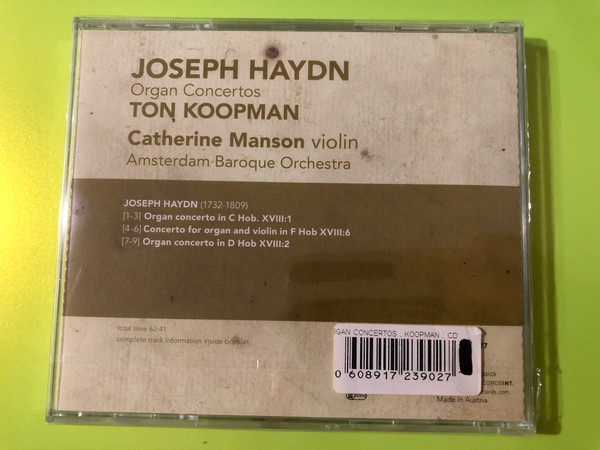 JOSEPH HAYDN
Organ Concertos
TON KOOPMAN
Catherine Manson violin
Amsterdam Baroque Orchestra
JOSEPH HAYDN (1732-1809)
[1-3] Organ concerto in C Hob. XVIII:1
[4-6] Concerto for organ and violin in F Hob XVIII:6
[7-9] Organ concerto in D Hob XVIII:2
total time 62:41
complete track information inside booklet
RGAN CONCERTOS . KOOPMAN . CD
0 608917 239027
Made in Austria